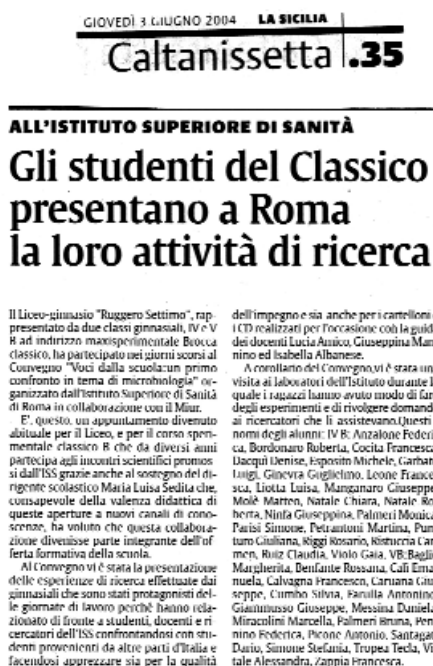 GIOVEDÌ 3 GIUGNO 2004 LA SICILIA
Caltanissetta .35
ALL'ISTITUTO SUPERIORE DI SANITÀ
Gli studenti del Classico
presentano a Roma
la loro attività di ricerca
Il Liceo-ginnasio "Ruggero Settimo", rap-
presentato da due classi ginnasiali, IV e V
B ad indirizzo maxisperimentale Brocca
classico, ha partecipato nei giorni scorsi al
Convegno "Voci dalla scuola:un primo
confronto in tema di microbiologia" or-
ganizzato dall'Istituto Superiore di Sanità
di Roma in collaborazione con il Miur.
E', questo, un appuntamento divenuto
abituale per il Liceo, e per il corso speri-
mentale classico B che da diversi anni
partecipa agli incontri scientifici promos
si dall'ISS grazie anche al sostegno del di-
rigente scolastico Maria Luisa Sedita che,
consapevole della valenza didattica di
queste aperture a nuovi canali di cono-
scenze, ha voluto che questa collabora-
zione divenisse parte integrante dell'of
ferta formativa della scuola.
Al Convegno vi è stata la presentazione
delle esperienze di ricerca effettuate dai
ginnasiali che sono stati protagonisti del-
le giornate di lavoro perchè hanno rela-
zionato di fronte a studenti, docenti e ri-
cercatori dell'ISS confrontandosi con stu-
denti provenienti da altre parti d'Italia e
facendosi apprezzare sia per la qualità
dell'impegno e sia anche per i cartelloni
i CD realizzati per l'occasione con la guid
dei docenti Lucia Amico, Giuseppina Man
nino ed Isabella Albanese.
A corollario del Convegno,vi è stata un
visita ai laboratori dell'Istituto durante l
quale i ragazzi hanno avuto modo di far
degli esperimenti e di rivolgere domand
ai ricercatori che li assistevano.Questi
nomi degli alunni: IV B: Anzalone Federi
ca, Bordonaro Roberta, Cocita Francesca
Dacquì Denise, Esposito Michele, Garbat
Luigi, Ginevra Guglielmo, Leone France
sca, Liotta Luisa, Manganaro Giuseppe
Molè Matteo, Natale Chiara, Natale Ro
berta, Ninfa Giuseppina, Palmeri Monica
Parisi Simone, Petrantoni Martina, Pun
turo Giuliana, Riggi Rosario, Ristuccia Car
men, Ruiz Claudia, Violo Gaia. VB:Bagli
Margherita, Benfante Rossana, Calì Ema
nuela, Calvagna Francesco, Caruana Giu
seppe, Cumbo Silvia, Faiulla Antonino
Giammusso Giuseppe, Messina Daniela
Miracolini Marcella, Palmeri Bruna, Pen
nino Federica, Picone Antonio, Santagat
Dario, Simone Stefania, Tropea Tecla, Vi
tale Alessandra, Zappia Francesca.